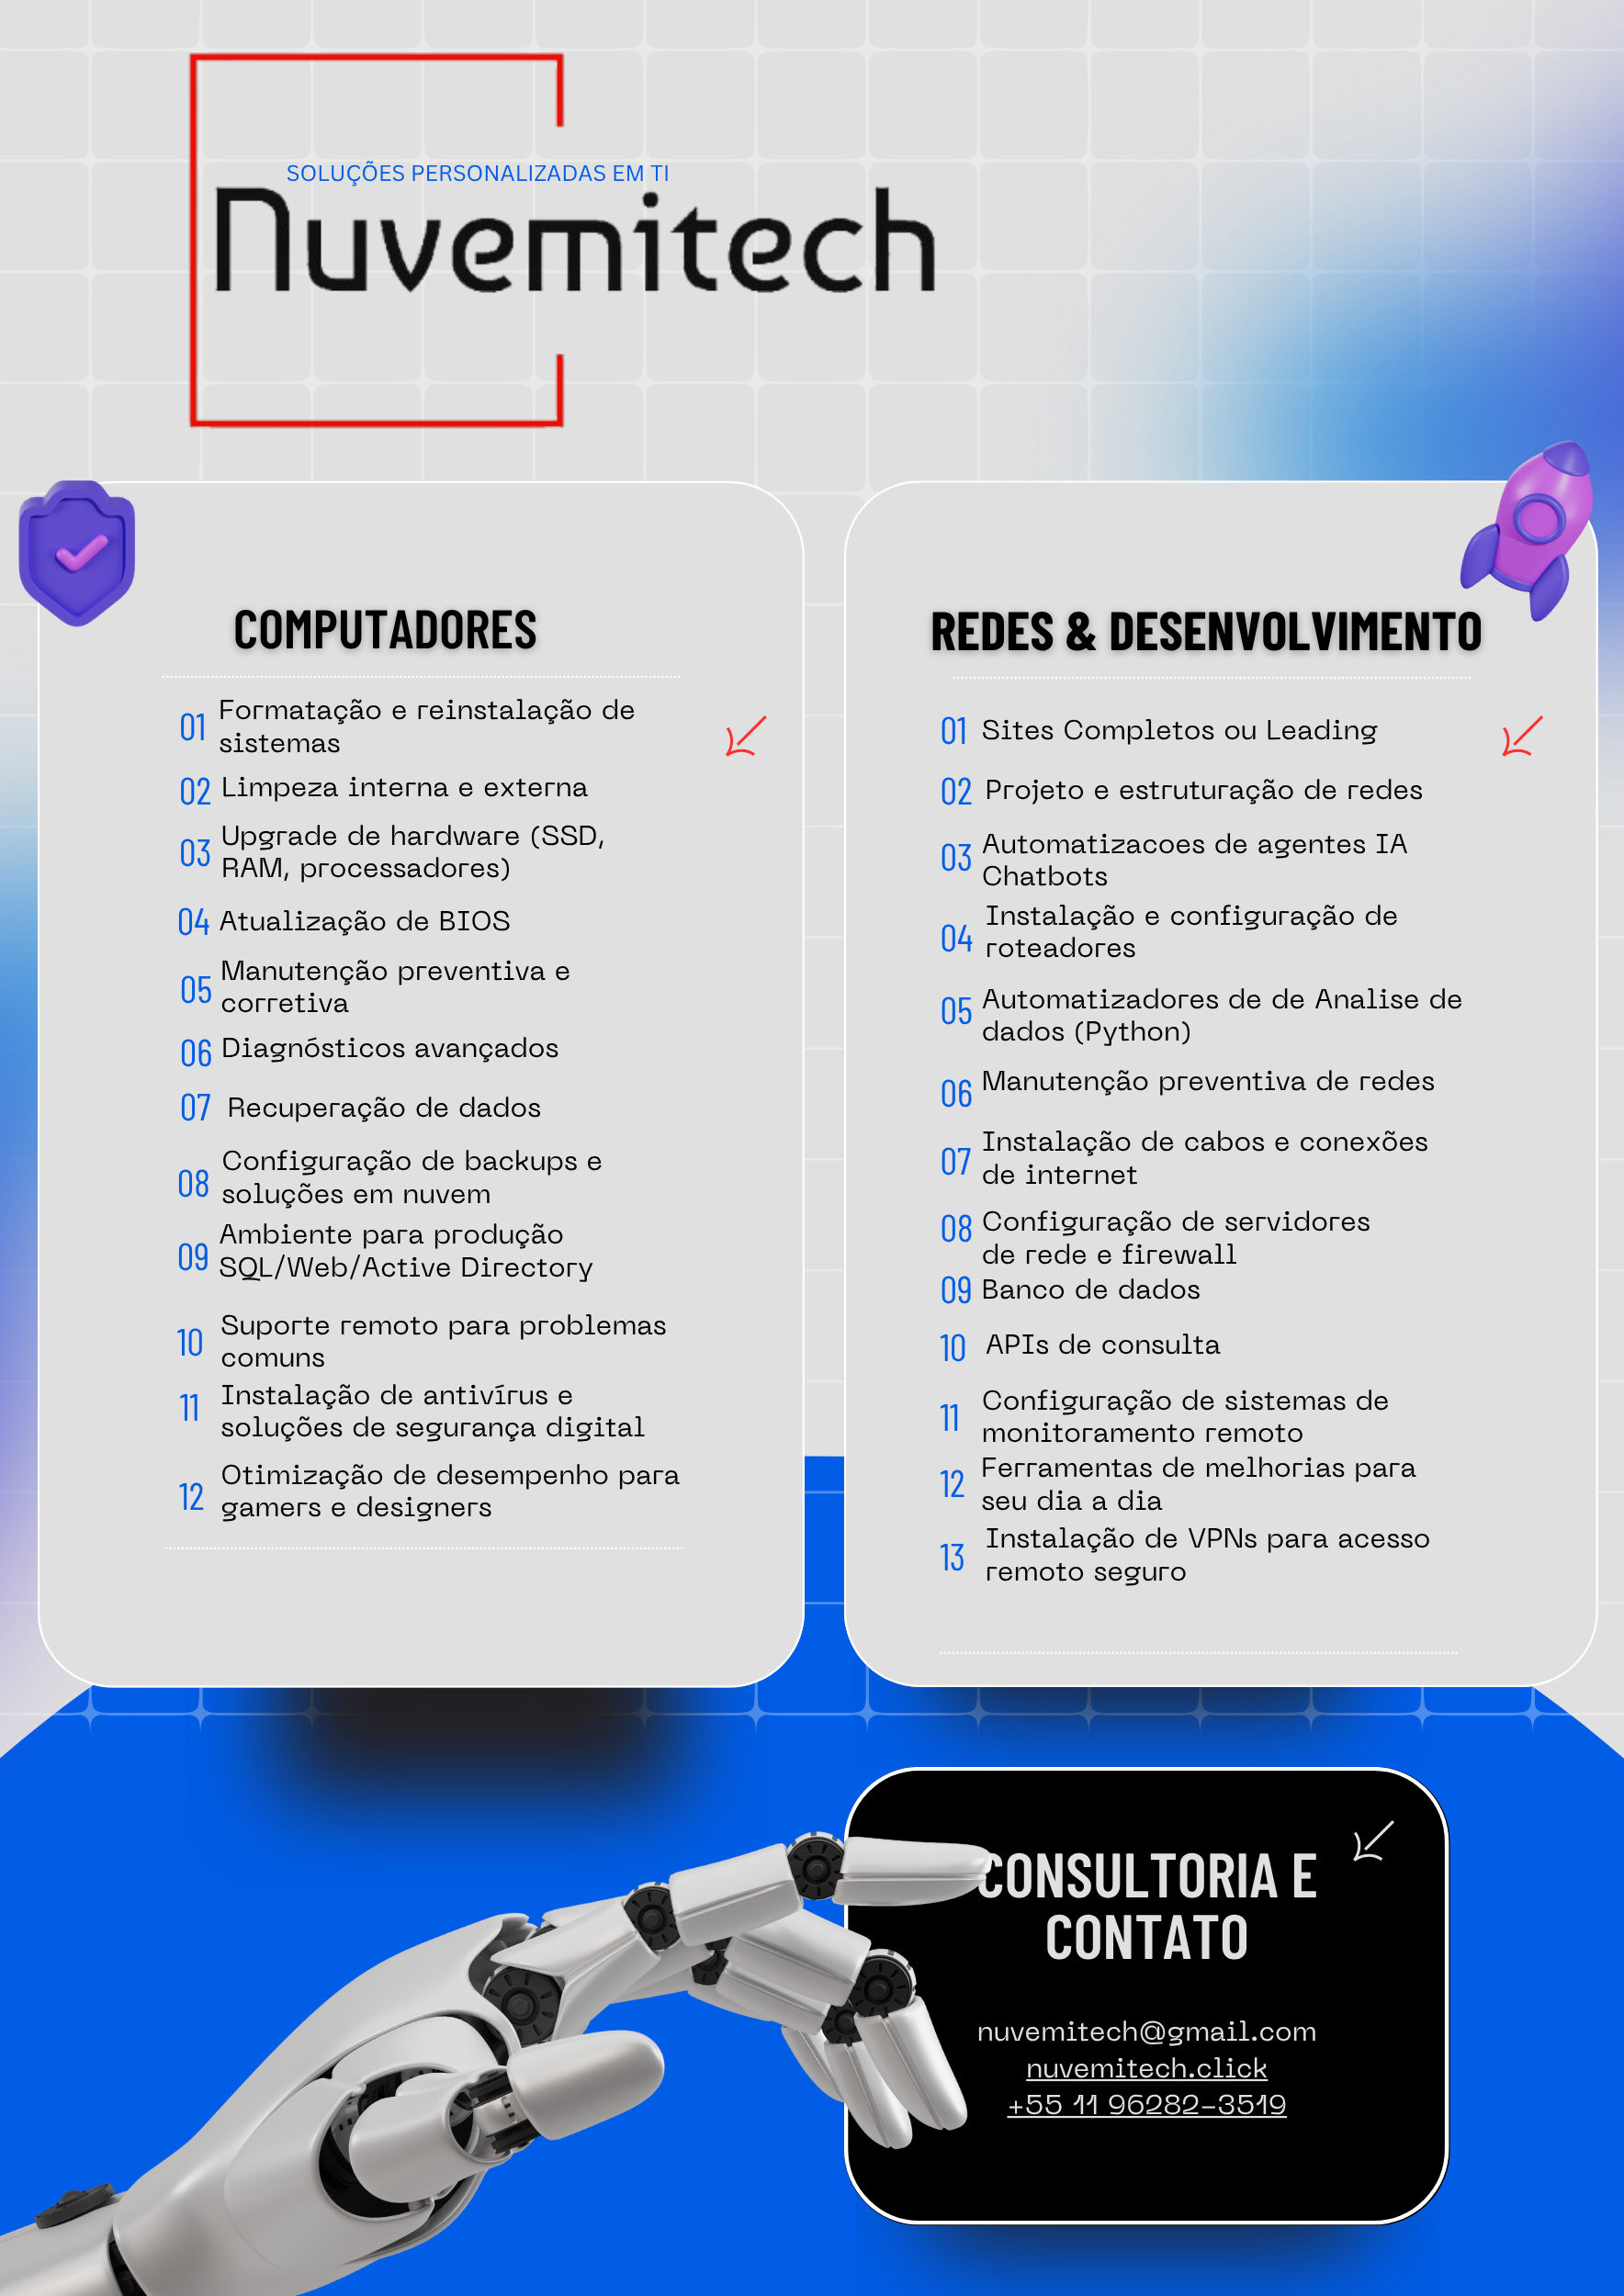 SOLUÇÕES PERSONALIZADAS EM TI
Nuvemitech
COMPUTADORES
01 Formatação e reinstalação de
sistemas
02 Limpeza interna e externa
03 Upgrade de hardware (SSD,
RAM, processadores)
04 Atualização de BIOS
05 Manutenção preventiva e
corretiva
06 Diagnósticos avançados
07 Recuperação de dados
08 Configuração de backups e
soluções em nuvem
09 Ambiente para produção
SQL/Web/Active Directory
10 Suporte remoto para problemas
comuns
11 Instalação de antivírus e
soluções de segurança digital
12 Otimização de desempenho para
gamers e designers
REDES & DESENVOLVIMENTO
01 Sites Completos ou Leading
02 Projeto e estruturação de redes
03 Automatizacoes de agentes IA
Chatbots
04 Instalação e configuração de
roteadores
05 Automatizadores de de Analise de
dados (Python)
06 Manutenção preventiva de redes
07 Instalação de cabos e conexões
de internet
08 Configuração de servidores
de rede e firewall
09 Banco de dados
10 APIs de consulta
11 Configuração de sistemas de
monitoramento remoto
12 Ferramentas de melhorias para
seu dia a dia
13 Instalação de VPNs para acesso
remoto seguro
CONSULTORIA E
CONTATO
nuvemitech@gmail.com
nuvemitech.click
+55 11 96282-3519